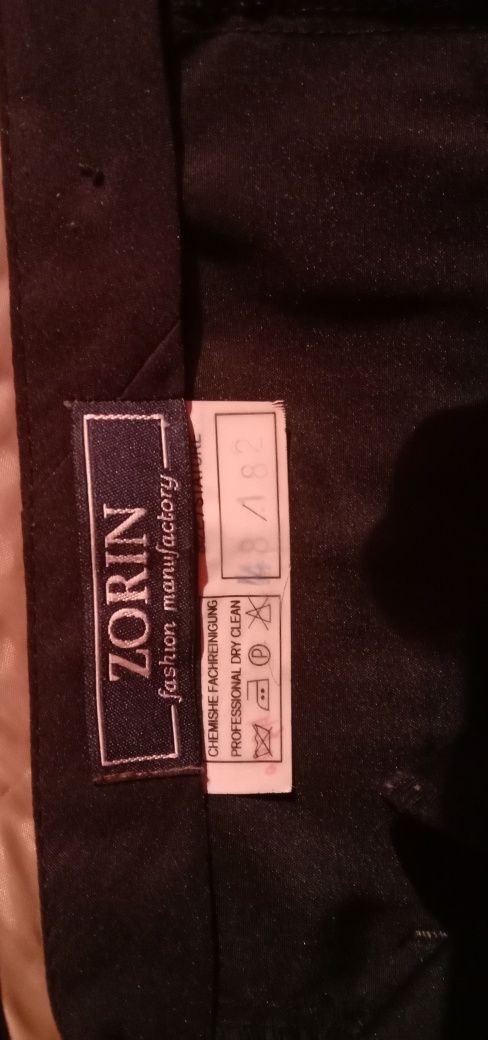 ZORIN
fashion manufactory
48 /182
CHEMISHE FACHREINIGUNG
PROFESSIONAL DRY CLEAN
P